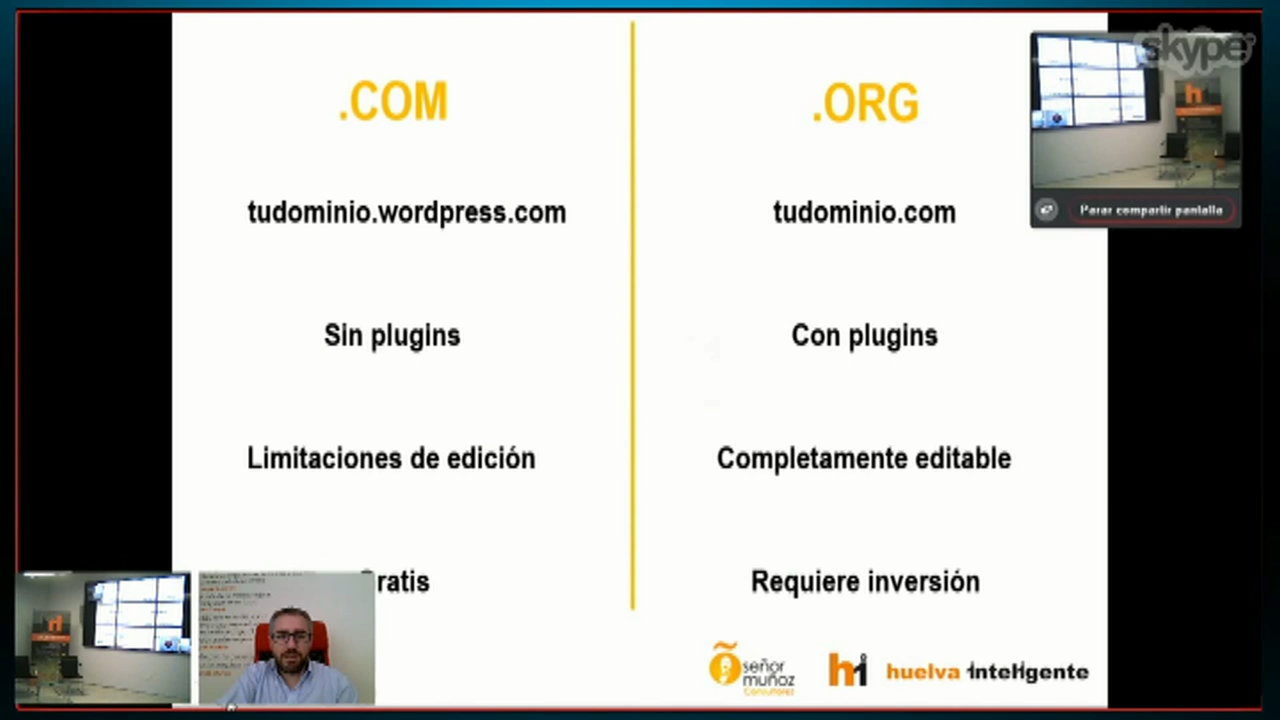 skype
.COM
.ORG
tudominio.wordpress.com
tudominio.com
Parar compartir pantalla
Sin plugins
Con plugins
Limitaciones de edición
Completamente editable
ratis
Requiere inversión
señor
muñoz
Consultores
huelva inteligente